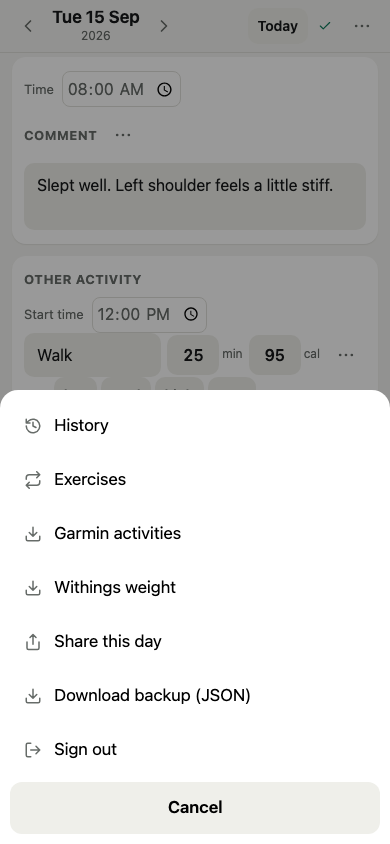 Tue 15 Sep
2026
Today
Time 08:00 AM
COMMENT
Slept well. Left shoulder feels a little stiff.
OTHER ACTIVITY
Start time 12:00 PM
Walk 25 min 95 cal
History
Exercises
Garmin activities
Withings weight
Share this day
Download backup (JSON)
Sign out
Cancel